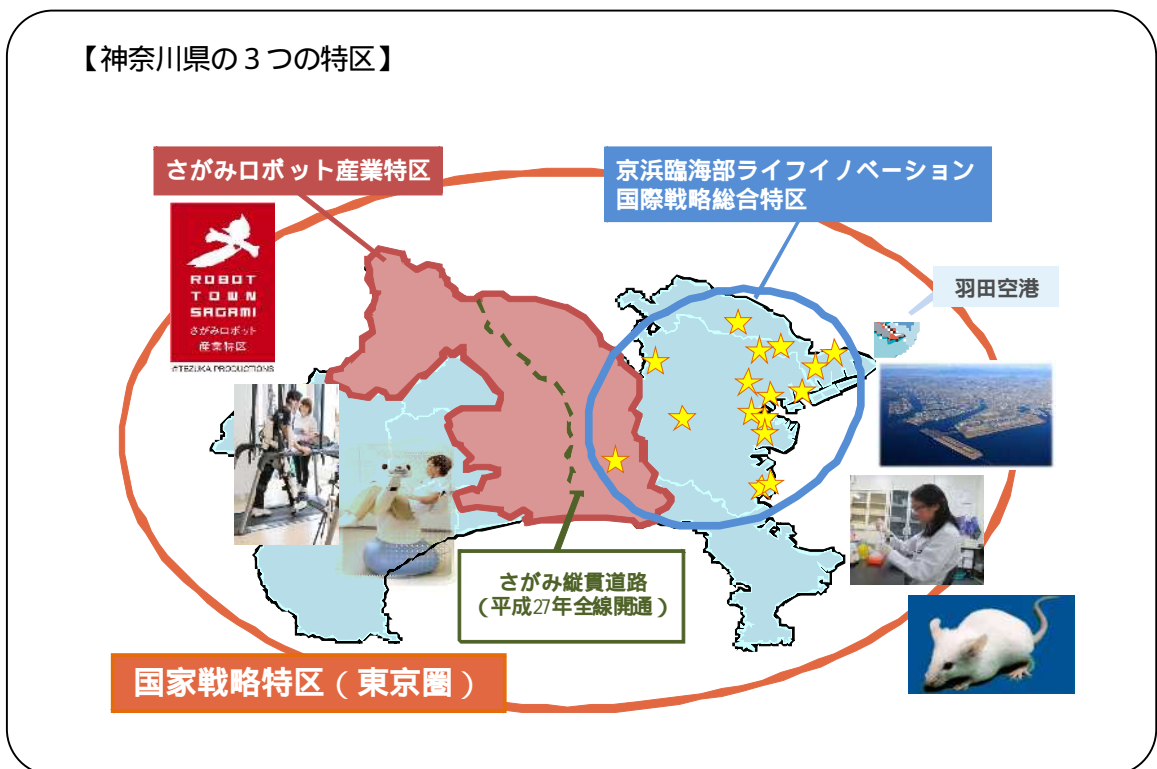 【神奈川県の３つの特区】
さがみロボット産業特区
京浜臨海部ライフイノベーション
国際戦略総合特区
羽田空港
ROBOT
TOWN
SAGAMI
さがみロボット
産業特区
©TEZUKA PRODUCTIONS
さがみ縦貫道路
（平成27年全線開通）
国家戦略特区（東京圏）